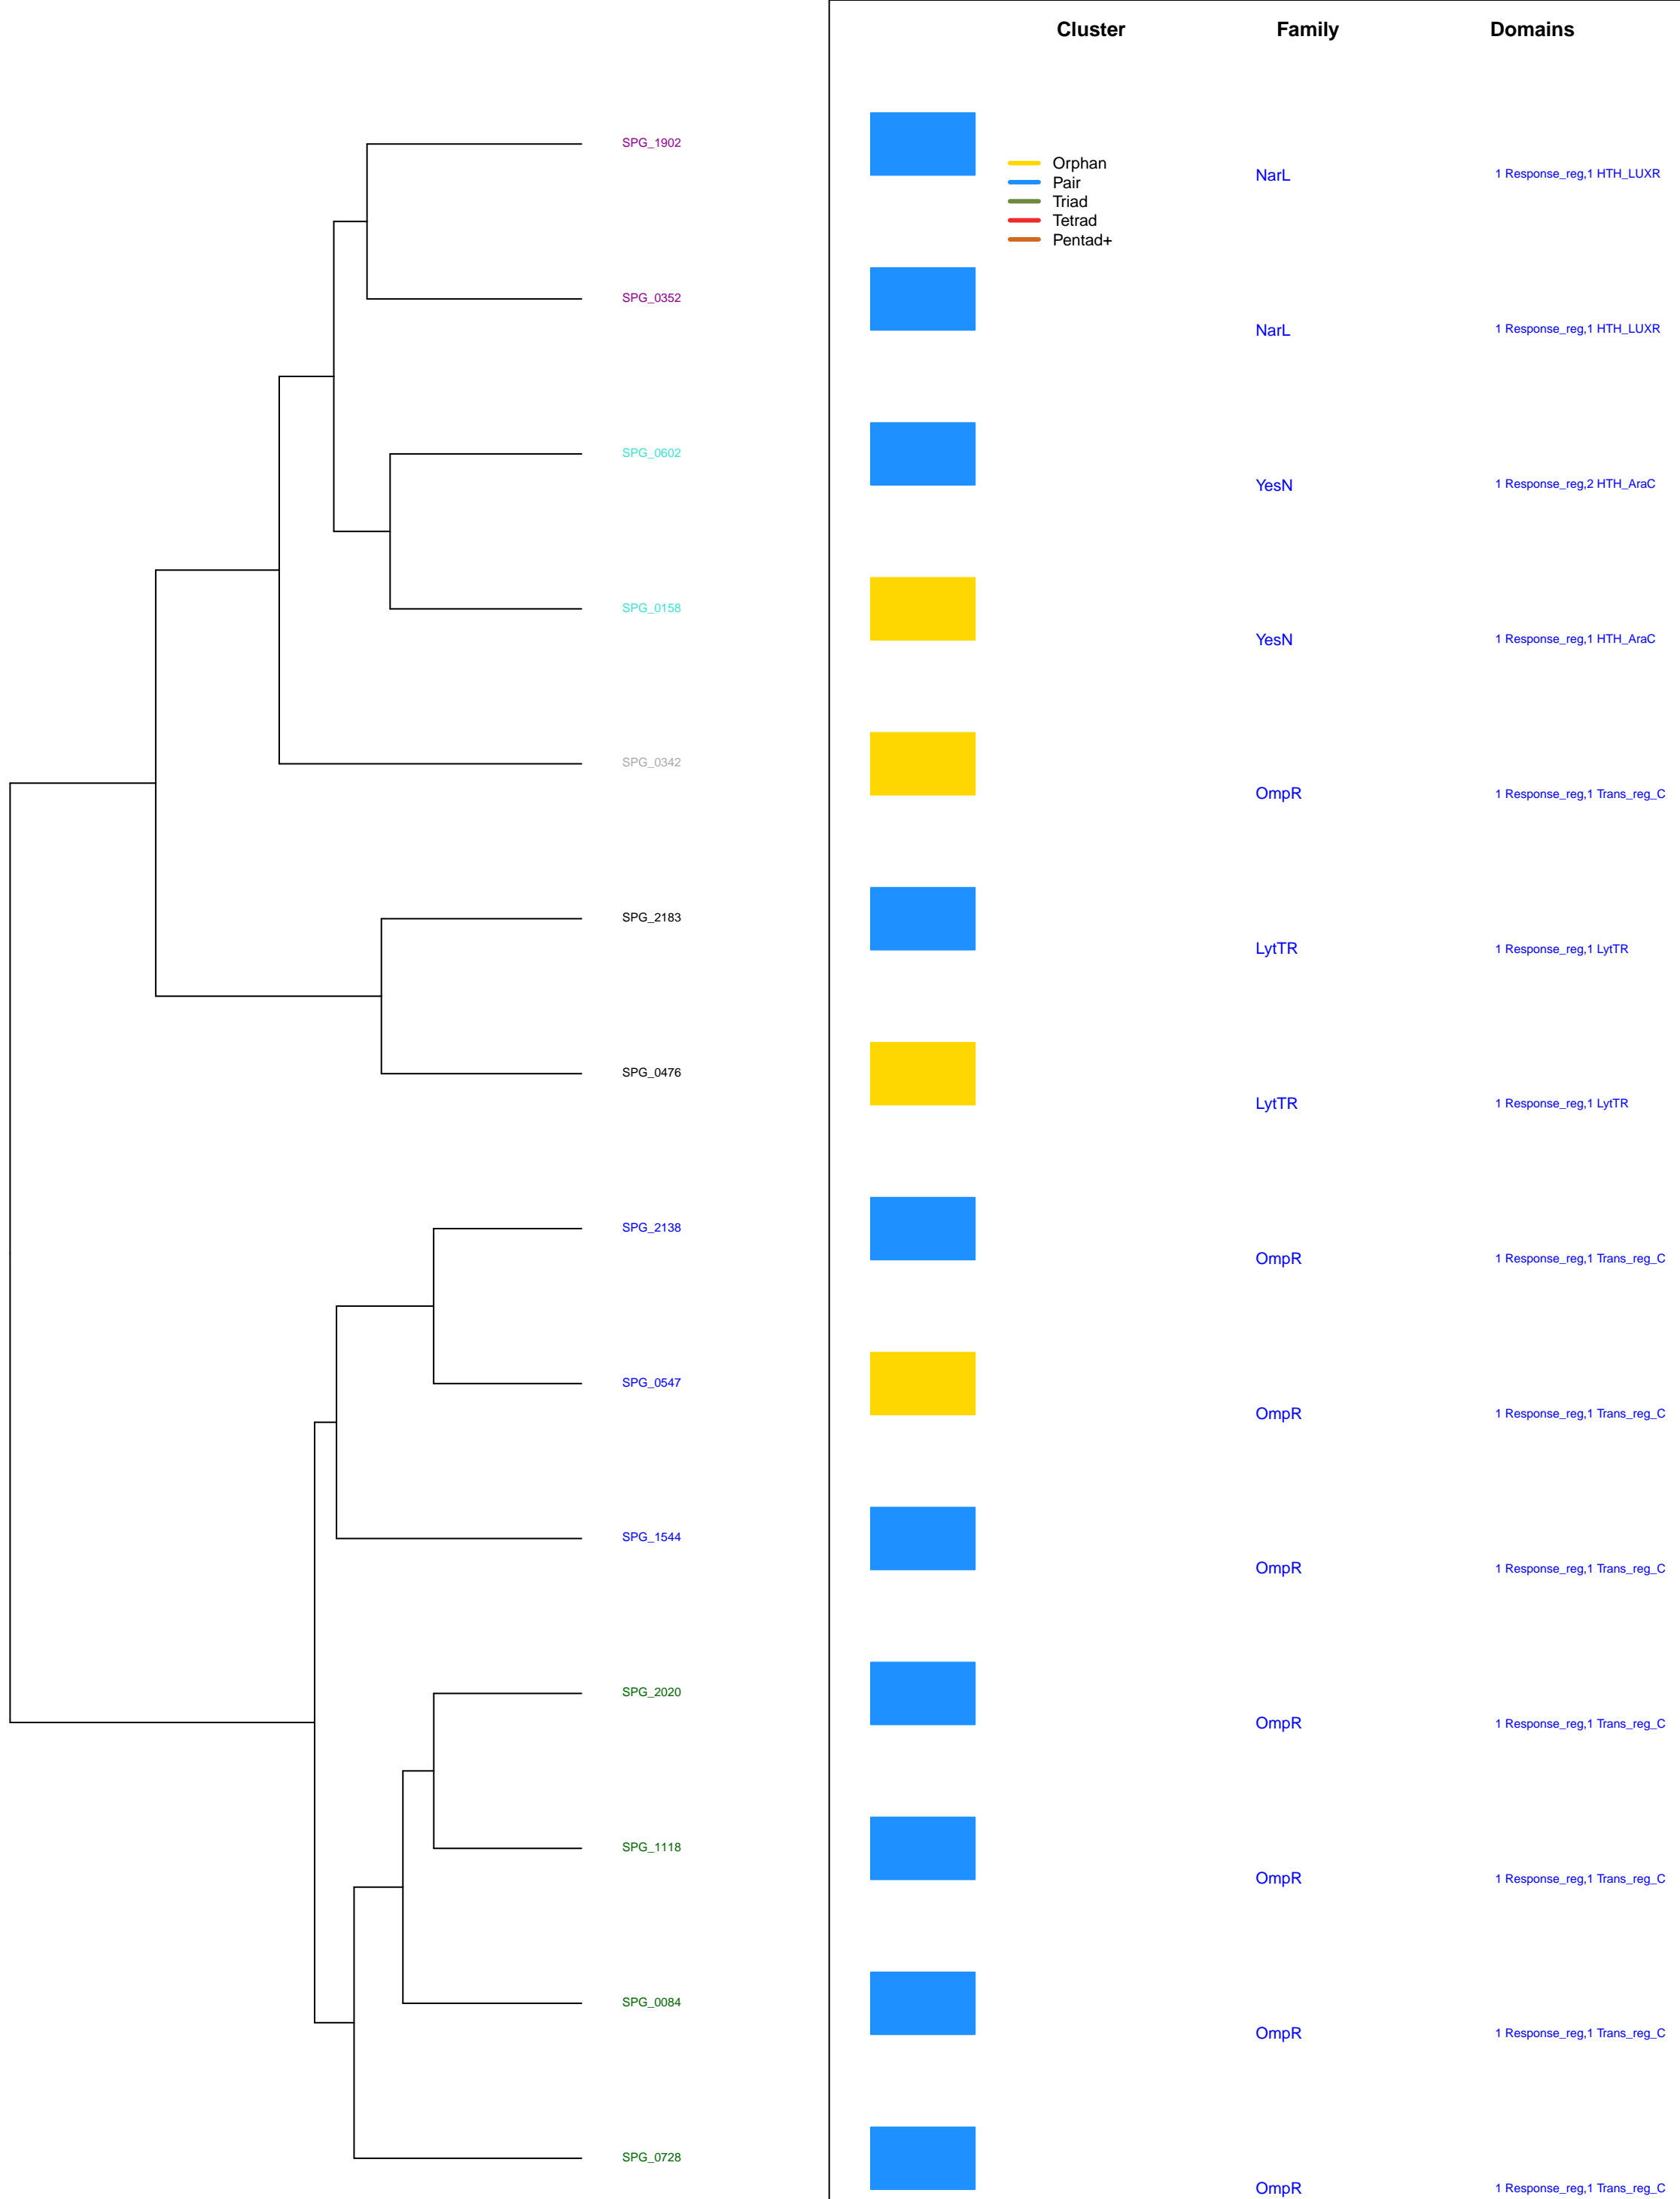 Cluster Family Domains
SPG_1902
Orphan
Pair
Triad
Tetrad
Pentad+
NarL 1 Response_reg,1 HTH_LUXR
SPG_0352
NarL 1 Response_reg,1 HTH_LUXR
SPG_0602
YesN 1 Response_reg,2 HTH_AraC
SPG_0158
YesN 1 Response_reg,1 HTH_AraC
SPG_0342
OmpR 1 Response_reg,1 Trans_reg_C
SPG_2183
LytTR 1 Response_reg,1 LytTR
SPG_0476
LytTR 1 Response_reg,1 LytTR
SPG_2138
OmpR 1 Response_reg,1 Trans_reg_C
SPG_0547
OmpR 1 Response_reg,1 Trans_reg_C
SPG_1544
OmpR 1 Response_reg,1 Trans_reg_C
SPG_2020
OmpR 1 Response_reg,1 Trans_reg_C
SPG_1118
OmpR 1 Response_reg,1 Trans_reg_C
SPG_0084
OmpR 1 Response_reg,1 Trans_reg_C
SPG_0728
OmpR 1 Response_reg,1 Trans_reg_C